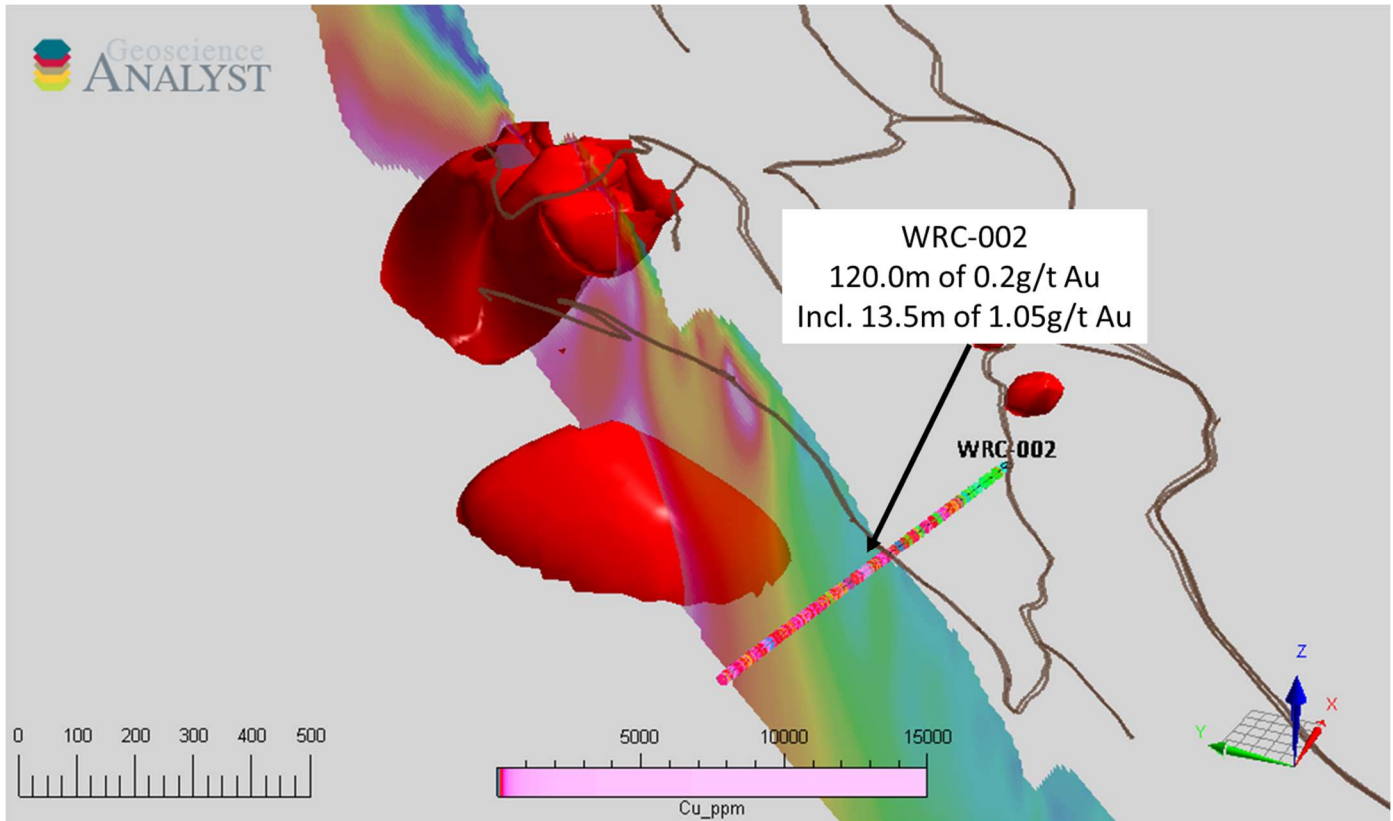 Geoscience
ANALYST
WRC-002
120.0m of 0.2g/t Au
Incl. 13.5m of 1.05g/t Au
WRC-002
0 100 200 300 400 500
5000 10000 15000
Cu_ppm
Z
X
Y